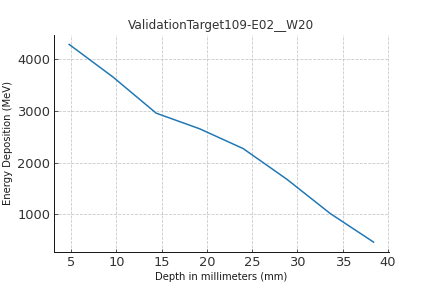 ValidationTarget109-E02__W20
Energy Deposition (MeV)
4000
3000
2000
1000
5 10 15 20 25 30 35 40
Depth in millimeters (mm)